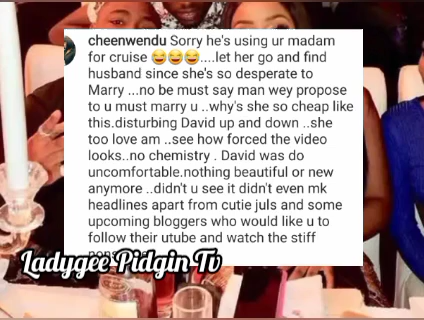 cheenwendu Sorry he's using ur madam
for cruise 😂😂😂....let her go and find
husband since she's so desperate to
Marry ...no be must say man wey propose
to u must marry u ..why's she so cheap like
this.disturbing David up and down ..she
too love am ..see how forced the video
looks..no chemistry . David was do
uncomfortable.nothing beautiful or new
anymore ..didn't u see it didn't even mk
headlines apart from cutie juls and some
upcoming bloggers who would like u to
follow their utube and watch the stiff
Ladygee Pidgin Tv